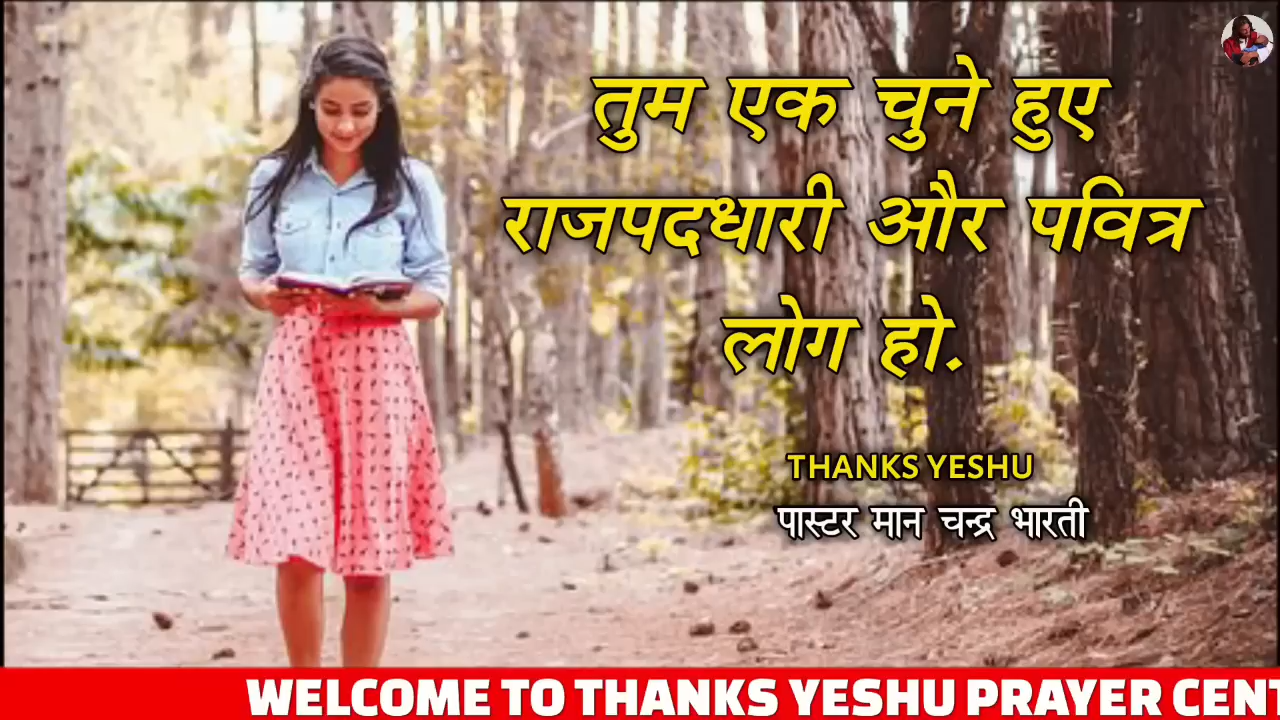 तुम एक चुने हुए
राजपदधारी और पवित्र
लोग हो.
THANKS YESHU
पास्टर मान चन्द्र भारती
WELCOME TO THANKS YESHU PRAYER CENT